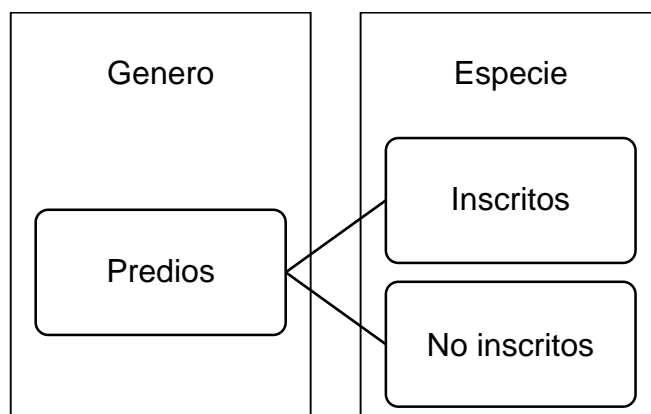 Genero
Especie
Predios
Inscritos
No inscritos